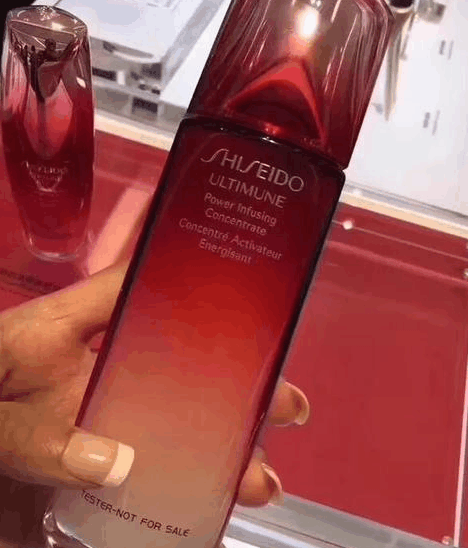 SHISEIDO
ULTIMUNE
Power Infusing
Concentrate
Concentré Activateur
Energisant
TESTER-NOT FOR SALE